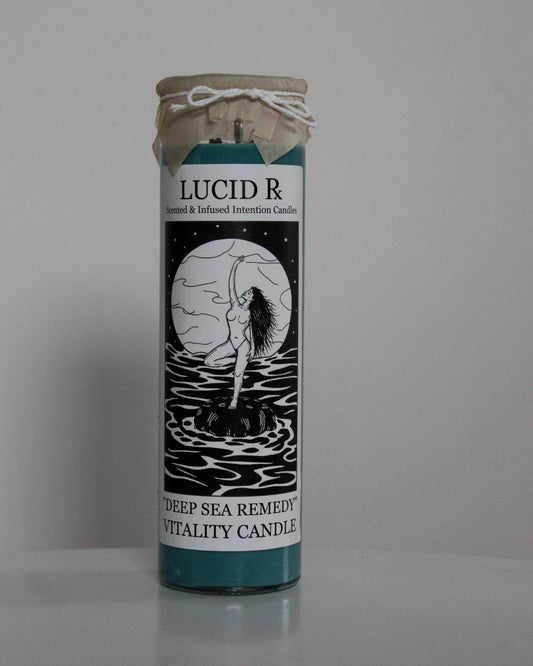 LUCID ℞
Scented & Infused Intention Candles
"DEEP SEA REMEDY"
VITALITY CANDLE